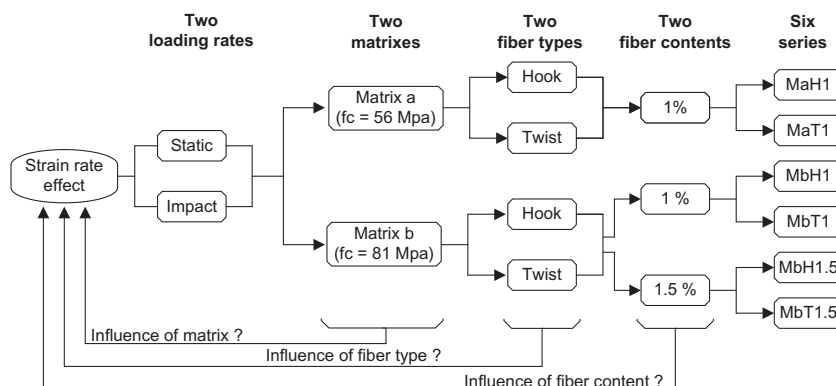 Two
loading rates
Two
matrixes
Two
fiber types
Two
fiber contents
Six
series
Strain rate
effect
Static
Impact
Matrix a
(fc = 56 Mpa)
Matrix b
(fc = 81 Mpa)
Hook
Twist
Hook
Twist
1%
1 %
1.5 %
MaH1
MaT1
MbH1
MbT1
MbH1.5
MbT1.5
Influence of matrix ?
Influence of fiber type ?
Influence of fiber content ?